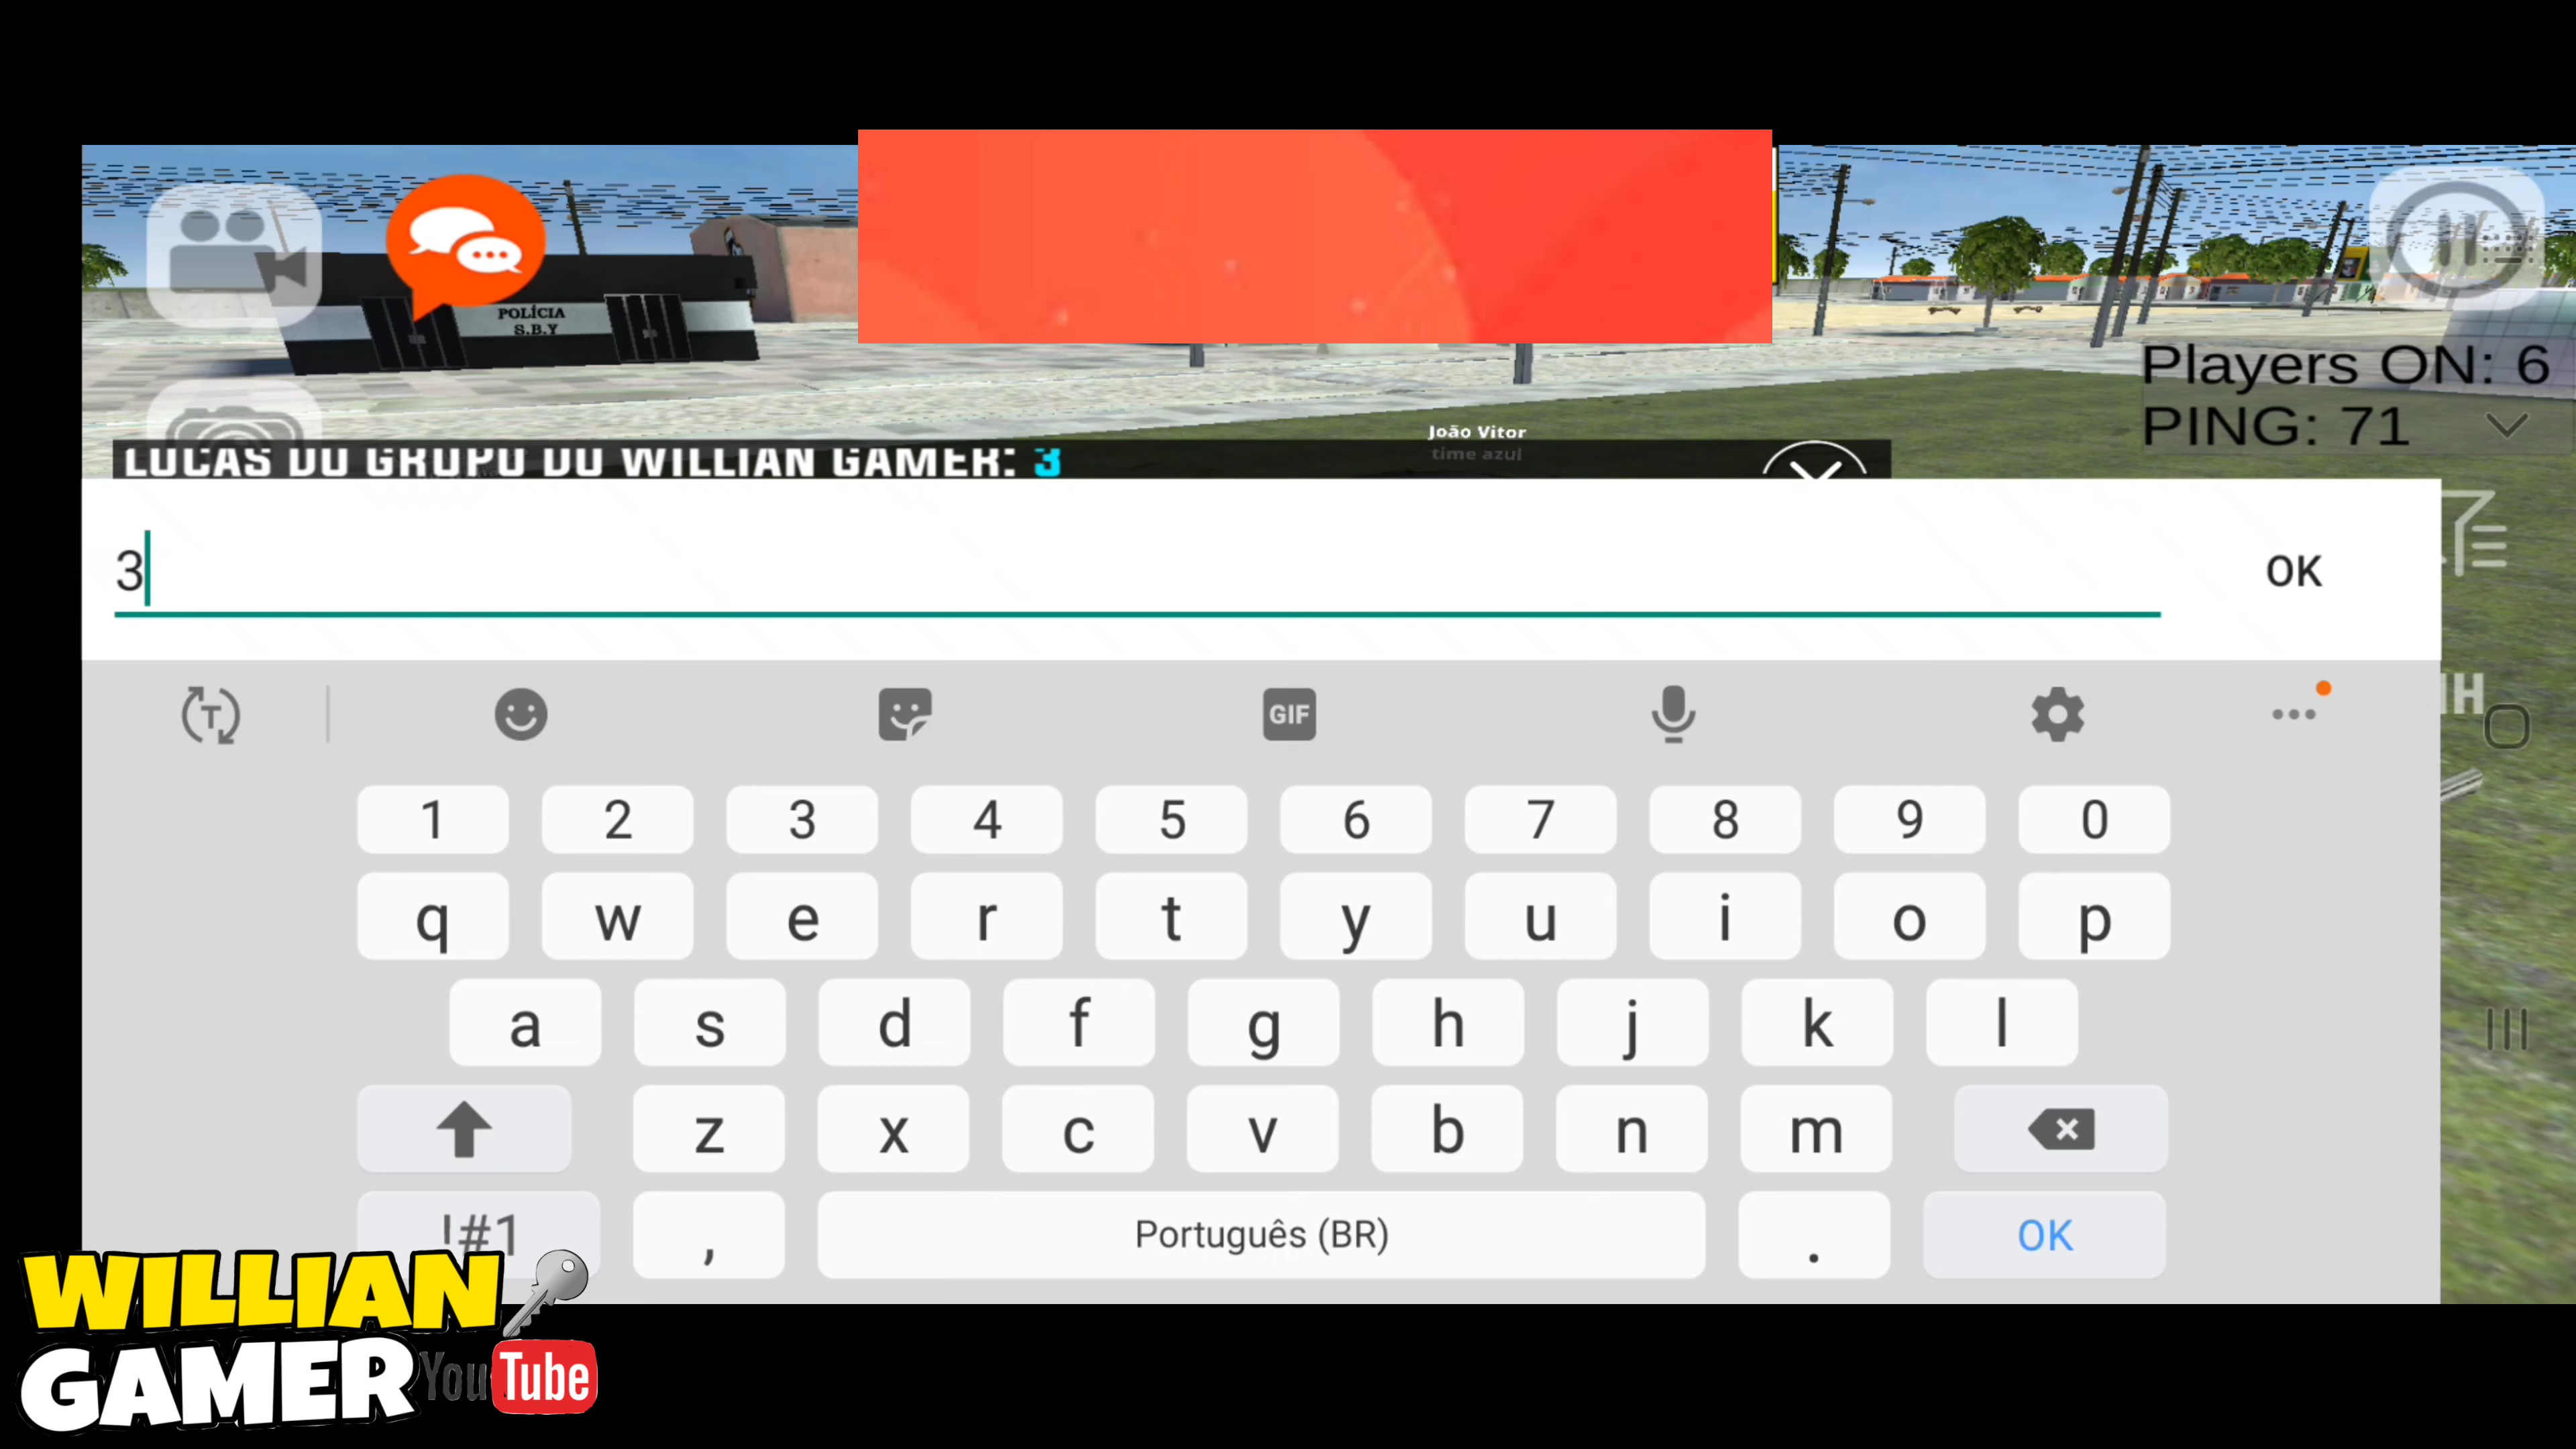 POLÍCIA
S.B.Y
Players ON: 6
PING: 71
João Vitor
time azul
LUCAS DO GRUPO DO WILLIAN GAMER: 3
3
OK
T
GIF
1 2 3 4 5 6 7 8 9 0
q w e r t y u i o p
a s d f g h j k l
z x c v b n m
!#1 , Português (BR) . OK
WILLIAN
GAMER YouTube